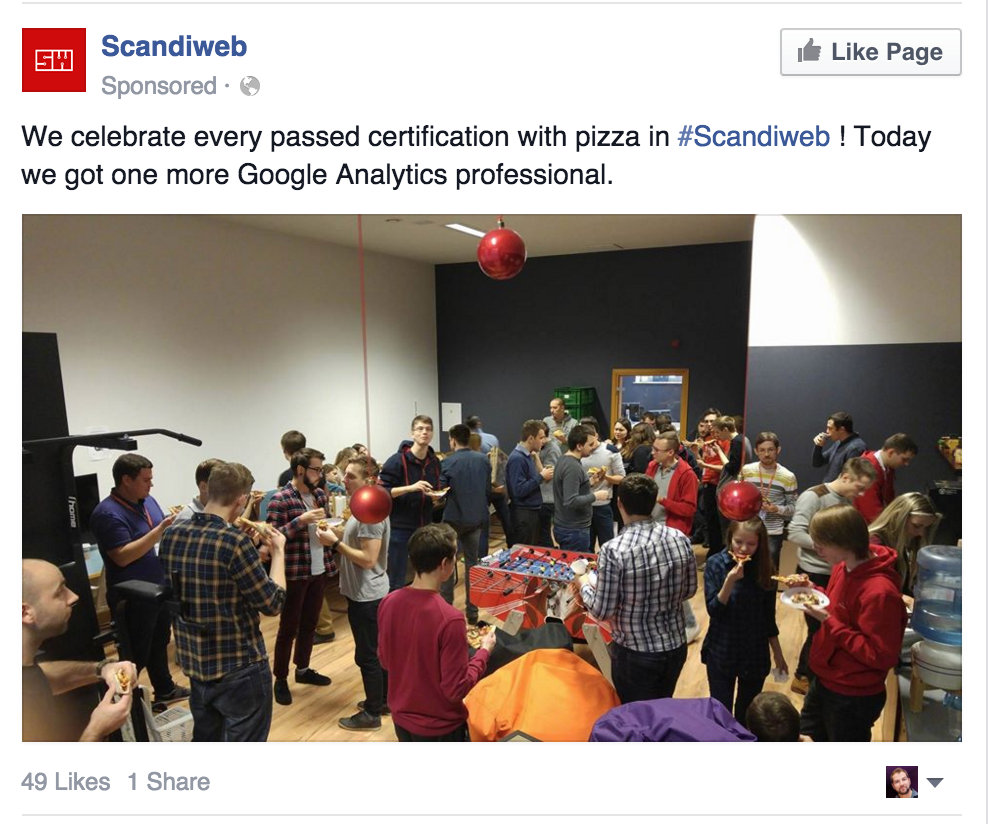 SW
Scandiweb
Like Page
Sponsored ·
We celebrate every passed certification with pizza in #Scandiweb ! Today
we got one more Google Analytics professional.
49 Likes 1 Share